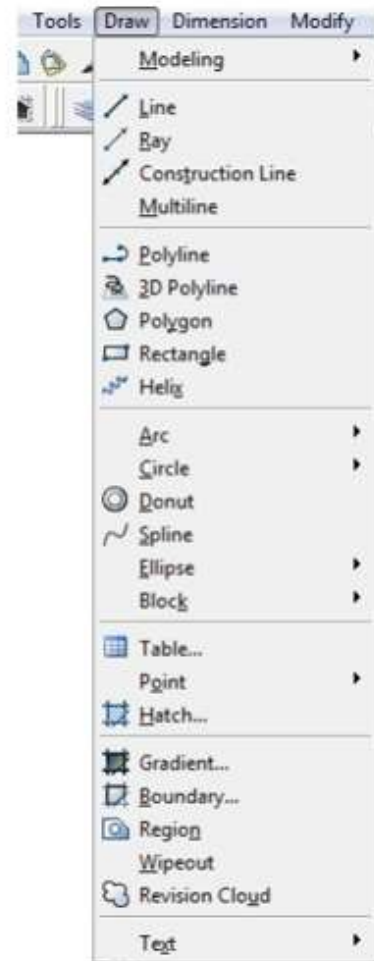 Tools Draw Dimension Modify
Modeling
Line
Ray
Construction Line
Multiline
Polyline
3D Polyline
Polygon
Rectangle
Helix
Arc
Circle
Donut
Spline
Ellipse
Block
Table...
Point
Hatch...
Gradient...
Boundary...
Region
Wipeout
Revision Cloud
Text